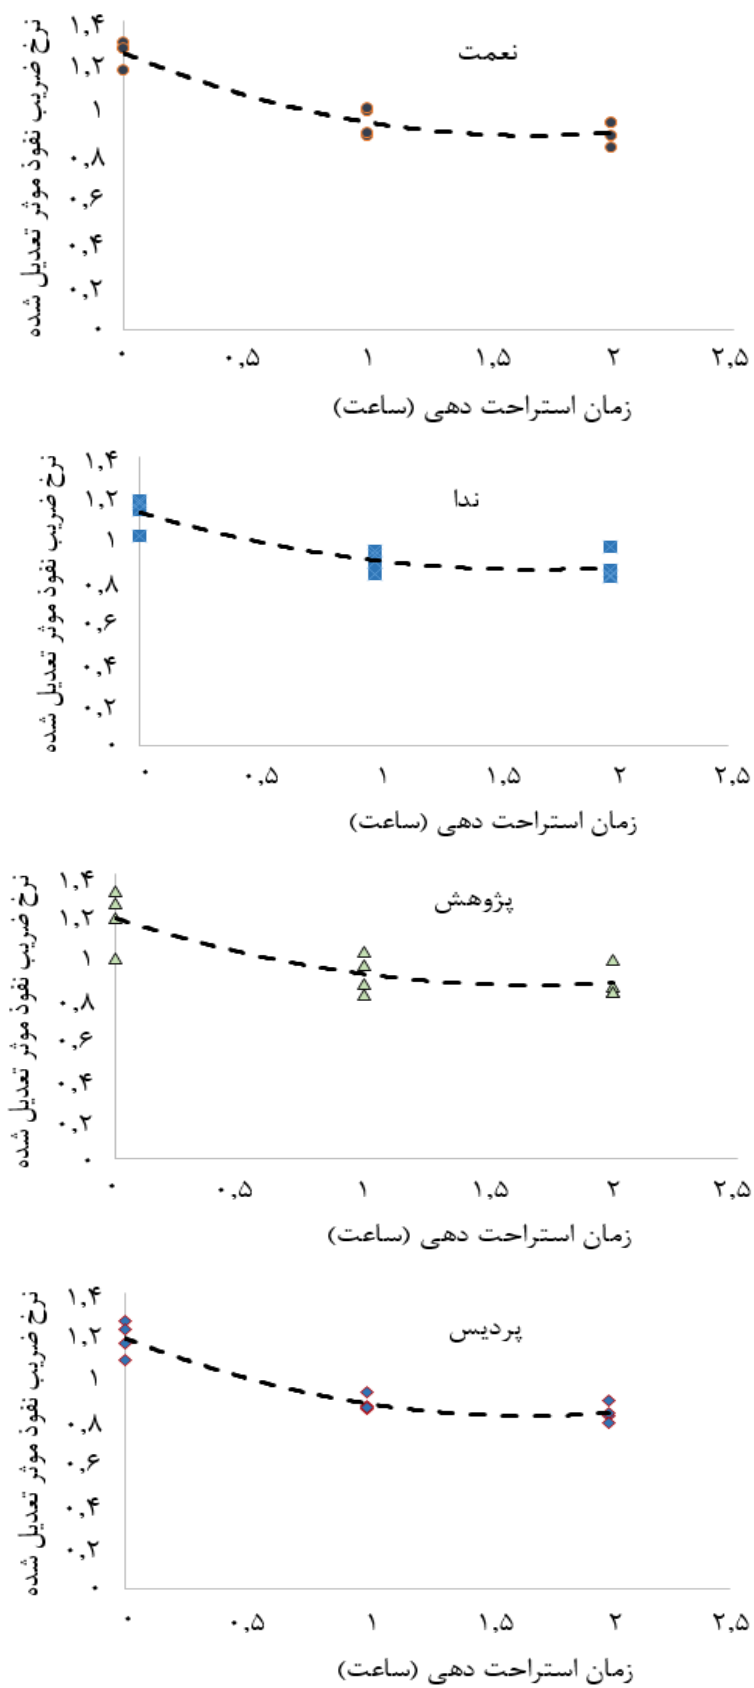 نعمت
نرخ ضریب نفوذ موثر تعدیل شده
۱,۴
۱,۲
۱
۰,۸
۰,۶
۰,۴
۰,۲
۰
۰ ۰,۵ ۱ ۱,۵ ۲ ۲,۵
زمان استراحت دهی (ساعت)
ندا
نرخ ضریب نفوذ موثر تعدیل شده
۱,۴
۱,۲
۱
۰,۸
۰,۶
۰,۴
۰,۲
۰
۰ ۰,۵ ۱ ۱,۵ ۲ ۲,۵
زمان استراحت دهی (ساعت)
پژوهش
نرخ ضریب نفوذ موثر تعدیل شده
۱,۴
۱,۲
۱
۰,۸
۰,۶
۰,۴
۰,۲
۰
۰ ۰,۵ ۱ ۱,۵ ۲ ۲,۵
زمان استراحت دهی (ساعت)
پردیس
نرخ ضریب نفوذ موثر تعدیل شده
۱,۴
۱,۲
۱
۰,۸
۰,۶
۰,۴
۰,۲
۰
۰ ۰,۵ ۱ ۱,۵ ۲ ۲,۵
زمان استراحت دهی (ساعت)